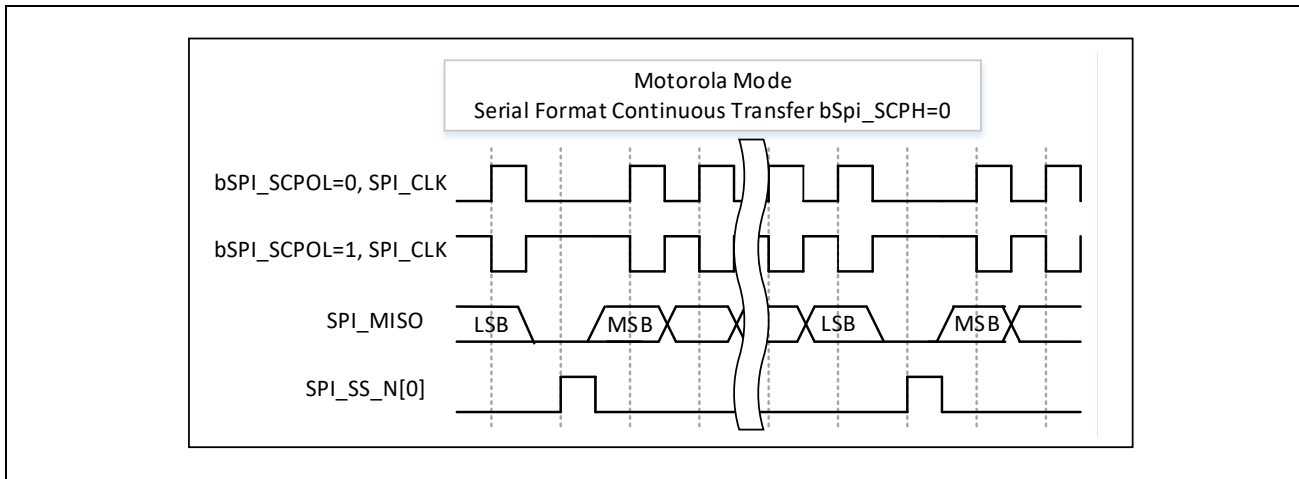 Motorola Mode
Serial Format Continuous Transfer bSpi_SCPH=0
bSPI_SCPOL=0, SPI_CLK
bSPI_SCPOL=1, SPI_CLK
SPI_MISO
LSB
MSB
LSB
MSB
SPI_SS_N[0]